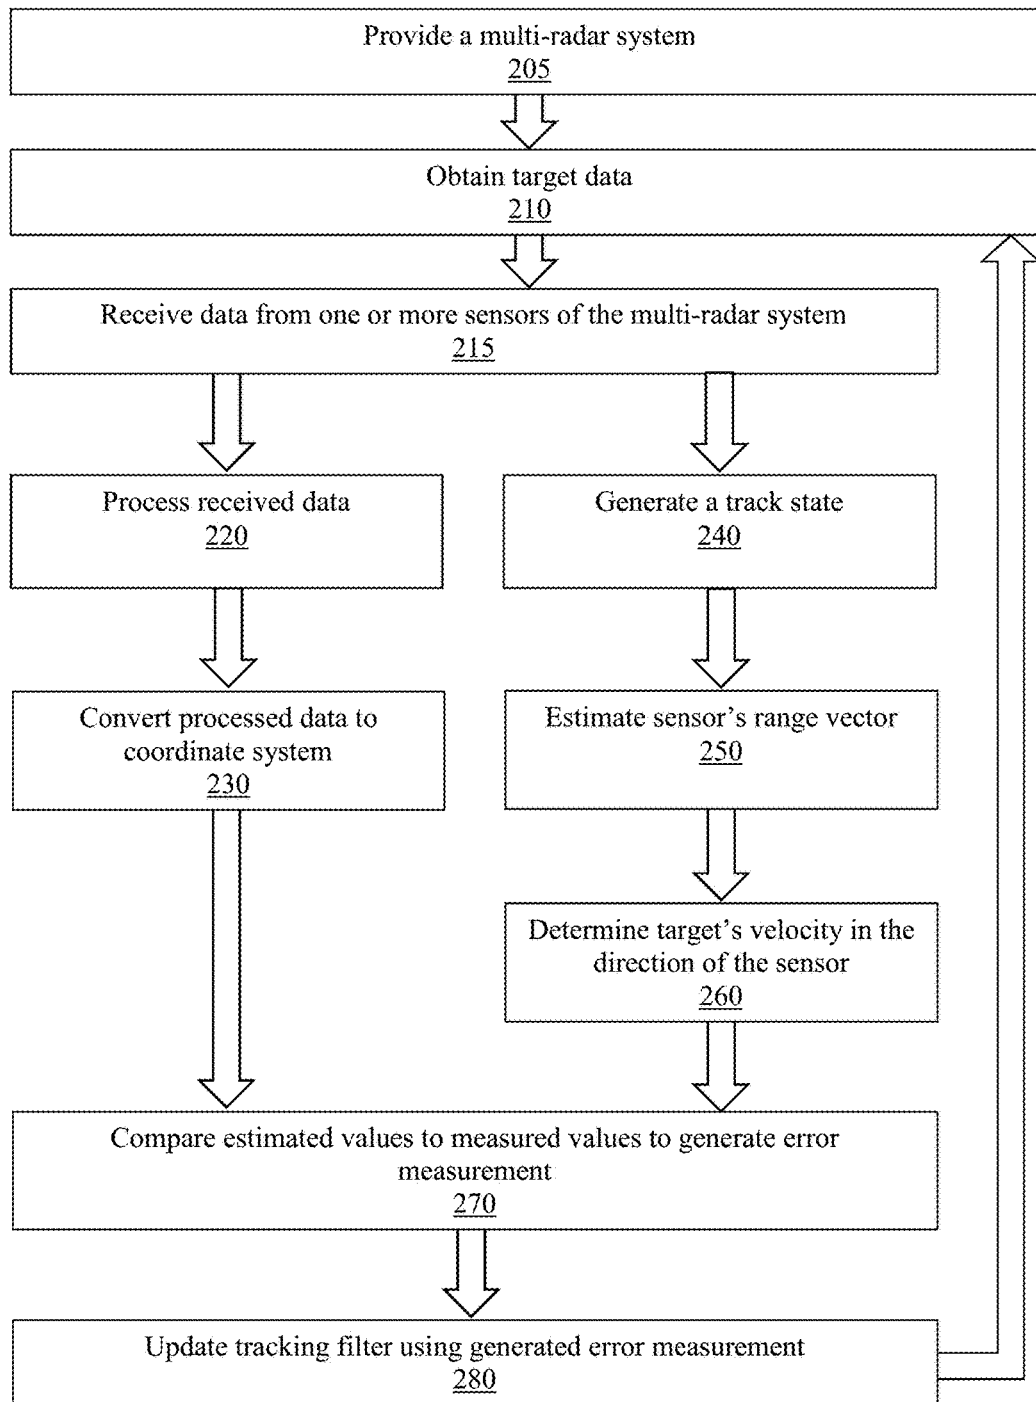 Provide a multi-radar system
205
Obtain target data
210
Receive data from one or more sensors of the multi-radar system
215
Process received data
220
Generate a track state
240
Convert processed data to
coordinate system
230
Estimate sensor's range vector
250
Determine target's velocity in the
direction of the sensor
260
Compare estimated values to measured values to generate error
measurement
270
Update tracking filter using generated error measurement
280